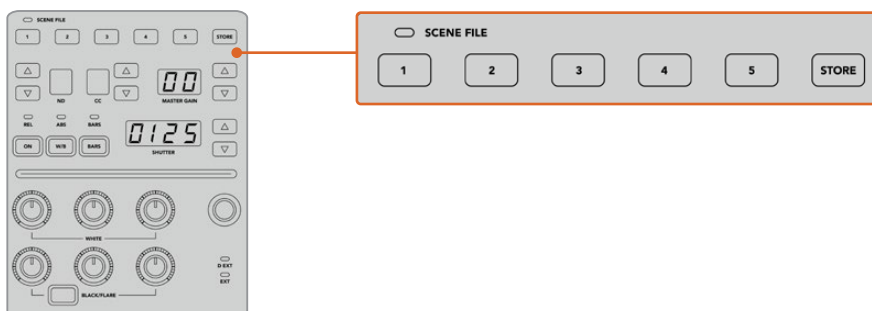 SCENE FILE
1 2 3 4 5 STORE
ND CC 00 MASTER GAIN
REL ABS BARS
ON W/B BARS 0125 SHUTTER
WHITE
D EXT
EXT
BLACK/FLARE
SCENE FILE
1 2 3 4 5 STORE